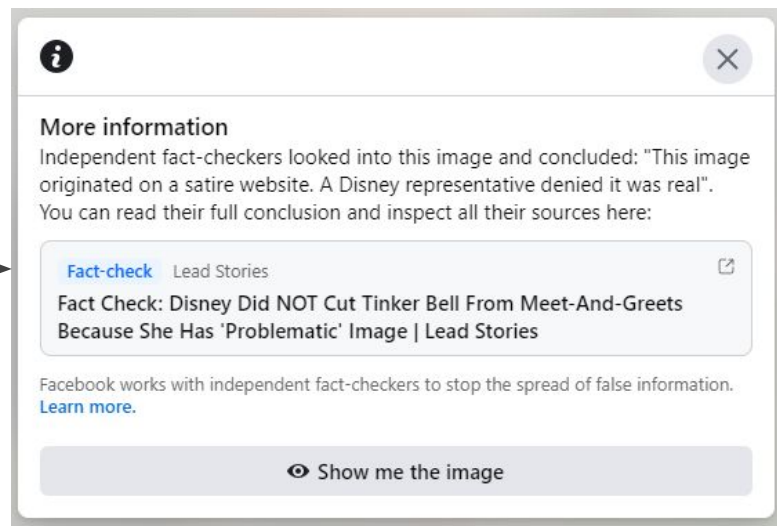 More information
Independent fact-checkers looked into this image and concluded: "This image
originated on a satire website. A Disney representative denied it was real".
You can read their full conclusion and inspect all their sources here:
Fact-check Lead Stories
Fact Check: Disney Did NOT Cut Tinker Bell From Meet-And-Greets
Because She Has 'Problematic' Image | Lead Stories
Facebook works with independent fact-checkers to stop the spread of false information.
Learn more.
Show me the image